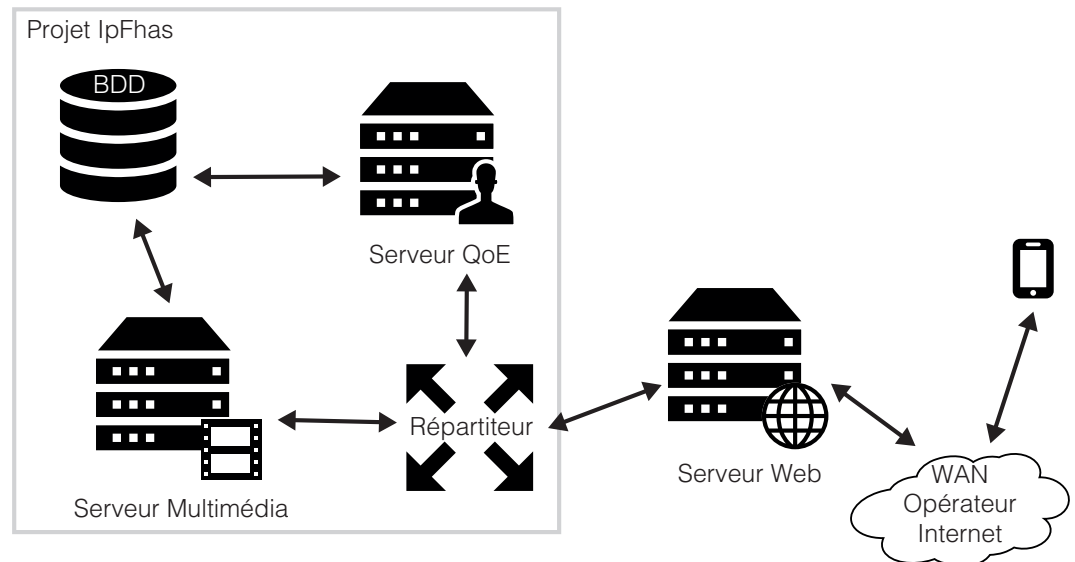 Projet IpFhas
BDD
Serveur QoE
Répartiteur
Serveur Multimédia
Serveur Web
WAN
Opérateur
Internet